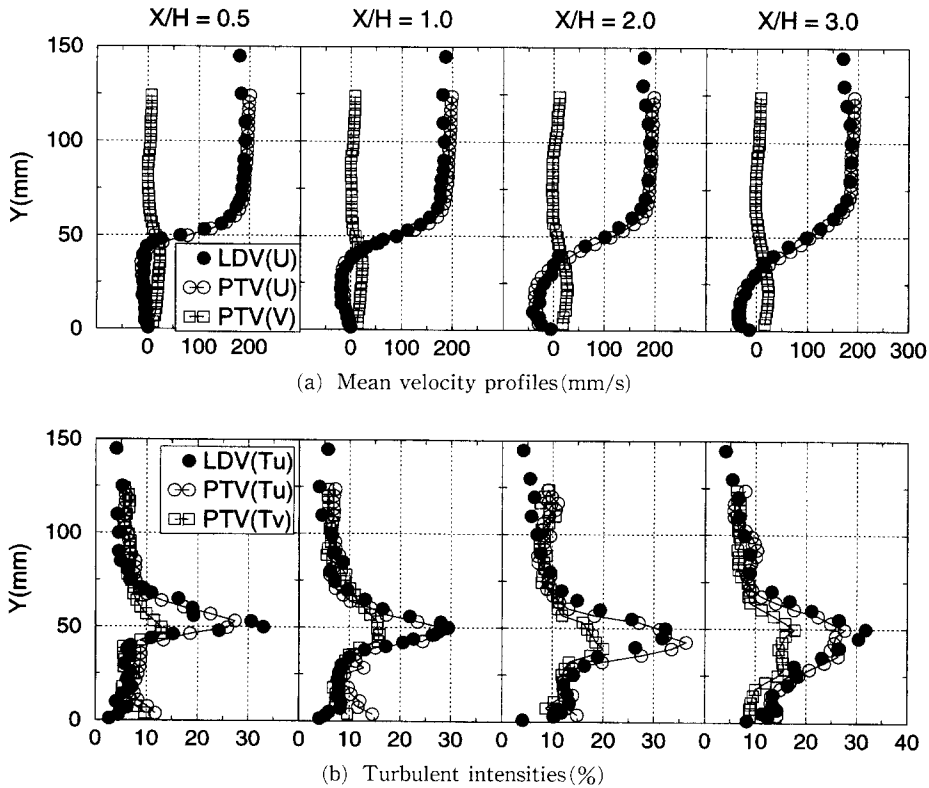 X/H = 0.5 X/H = 1.0 X/H = 2.0 X/H = 3.0
150
100
50
0
Y(mm)
LDV(U)
PTV(U)
PTV(V)
0 100 200 0 100 200 0 100 200 0 100 200 300
(a) Mean velocity profiles(mm/s)
150
100
50
0
Y(mm)
LDV(Tu)
PTV(Tu)
PTV(Tv)
0 10 20 30 0 10 20 30 0 10 20 30 0 10 20 30 40
(b) Turbulent intensities(%)